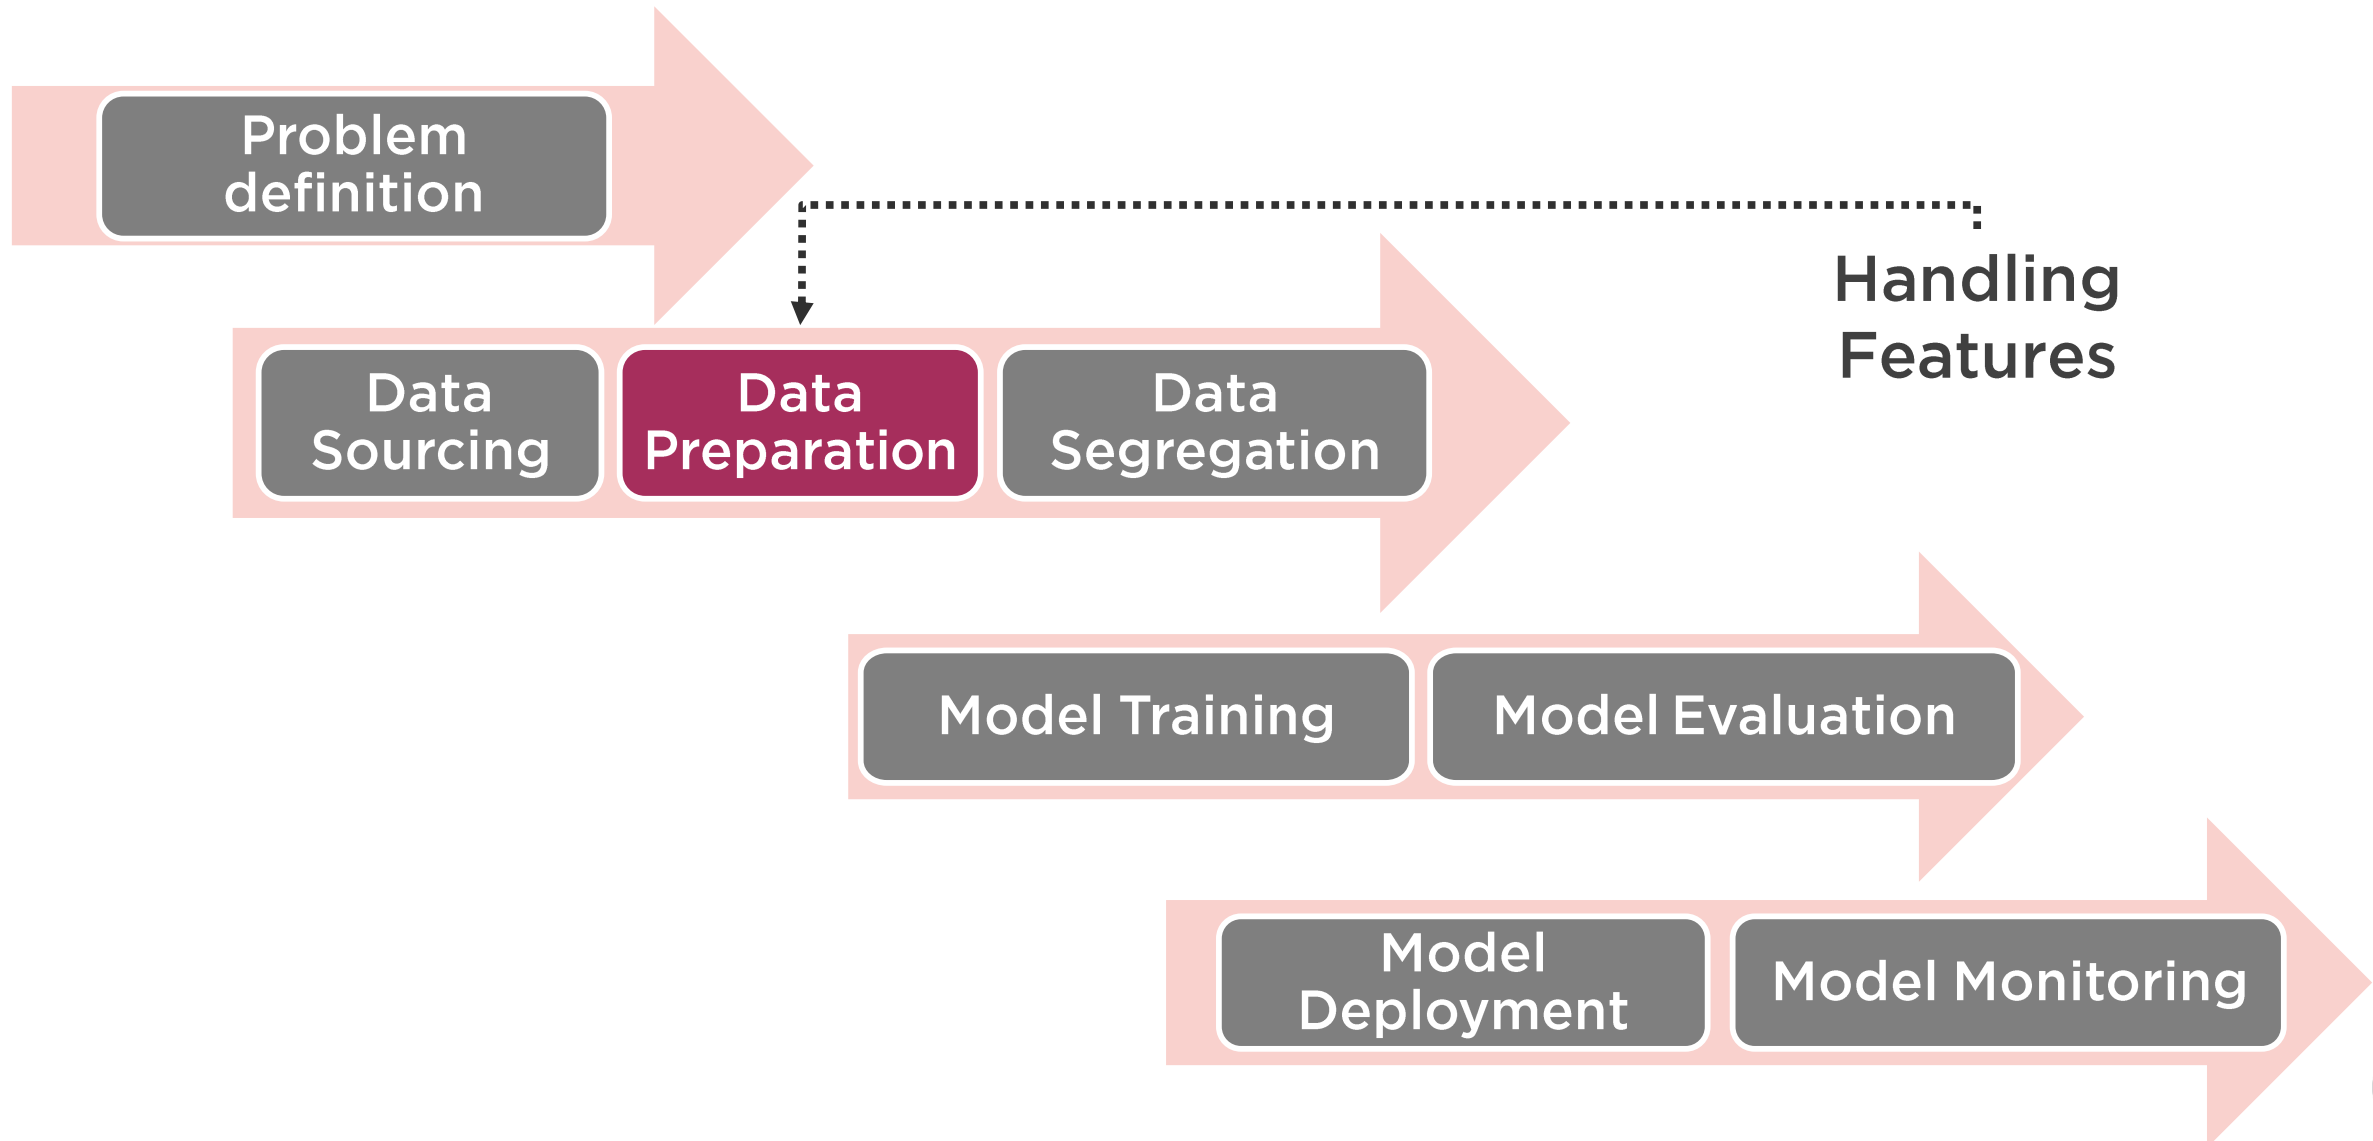 Problem
definition
Handling
Features
Data
Sourcing
Data
Preparation
Data
Segregation
Model Training
Model Evaluation
Model
Deployment
Model Monitoring